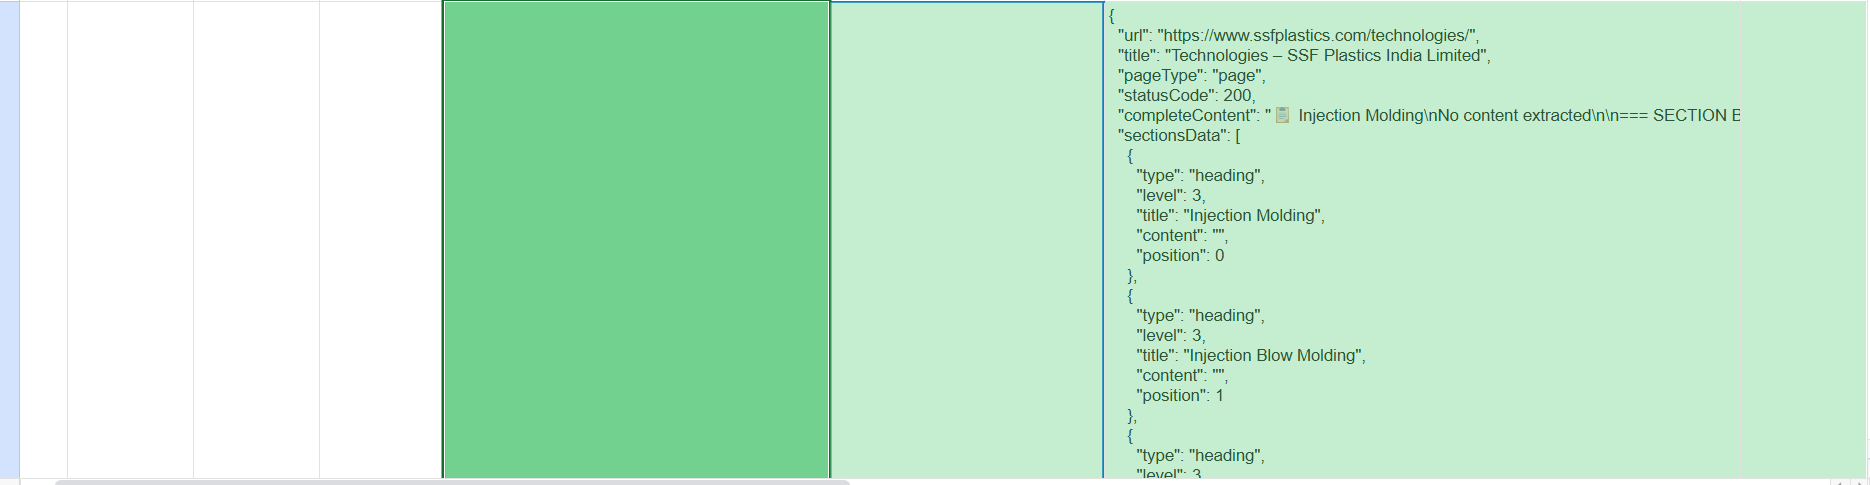 {
"url": "https://www.ssfplastics.com/technologies/",
"title": "Technologies – SSF Plastics India Limited",
"pageType": "page",
"statusCode": 200,
"completeContent": "📋 Injection Molding\nNo content extracted\n\n=== SECTION B
"sectionsData": [
{
"type": "heading",
"level": 3,
"title": "Injection Molding",
"content": "",
"position": 0
},
{
"type": "heading",
"level": 3,
"title": "Injection Blow Molding",
"content": "",
"position": 1
},
{
"type": "heading",
"level": 3